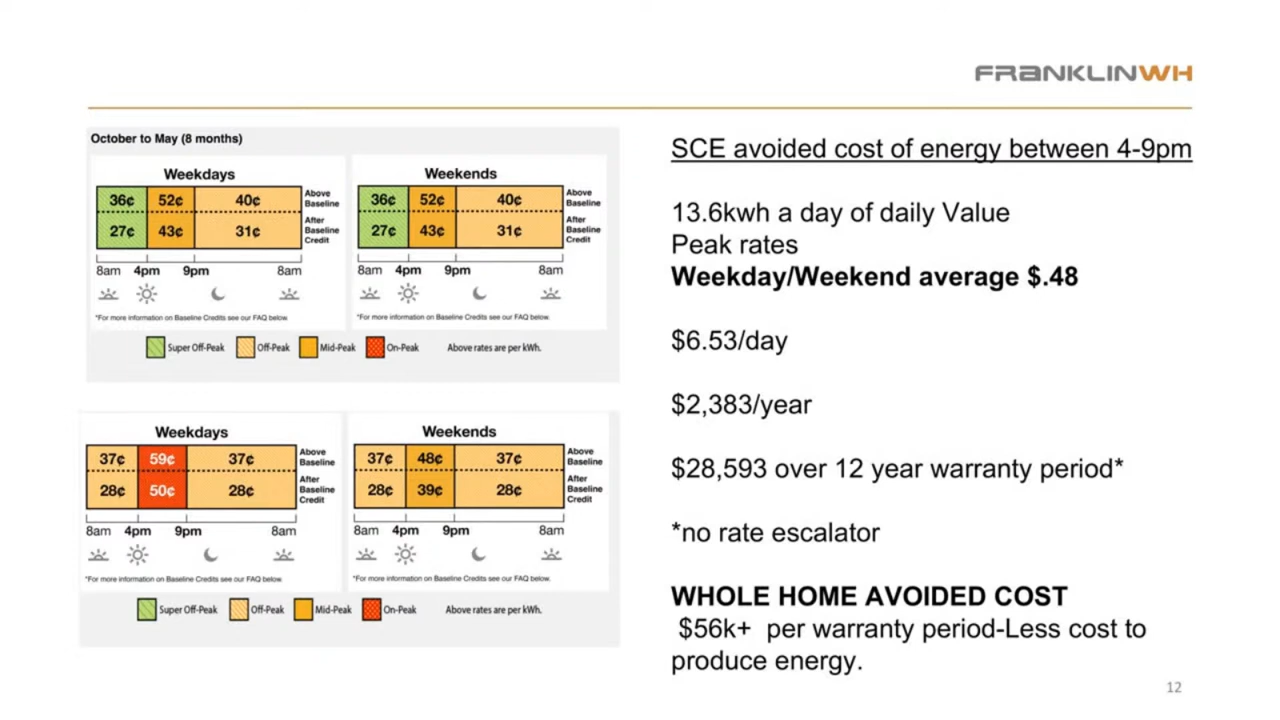 FRANKLINWH
October to May (8 months)
Weekdays
36¢ 52¢ 40¢ Above Baseline
27¢ 43¢ 31¢ After Baseline Credit
8am 4pm 9pm 8am
*For more information on Baseline Credits see our FAQ below.
Weekends
36¢ 52¢ 40¢ Above Baseline
27¢ 43¢ 31¢ After Baseline Credit
8am 4pm 9pm 8am
*For more information on Baseline Credits see our FAQ below.
Super Off-Peak Off-Peak Mid-Peak On-Peak Above rates are per kWh.
Weekdays
37¢ 59¢ 37¢ Above Baseline
28¢ 50¢ 28¢ After Baseline Credit
8am 4pm 9pm 8am
*For more information on Baseline Credits see our FAQ below.
Weekends
37¢ 48¢ 37¢ Above Baseline
28¢ 39¢ 28¢ After Baseline Credit
8am 4pm 9pm 8am
*For more information on Baseline Credits see our FAQ below.
Super Off-Peak Off-Peak Mid-Peak On-Peak Above rates are per kWh.
SCE avoided cost of energy between 4-9pm
13.6kwh a day of daily Value
Peak rates
Weekday/Weekend average $.48
$6.53/day
$2,383/year
$28,593 over 12 year warranty period*
*no rate escalator
WHOLE HOME AVOIDED COST
$56k+ per warranty period-Less cost to
produce energy.
12